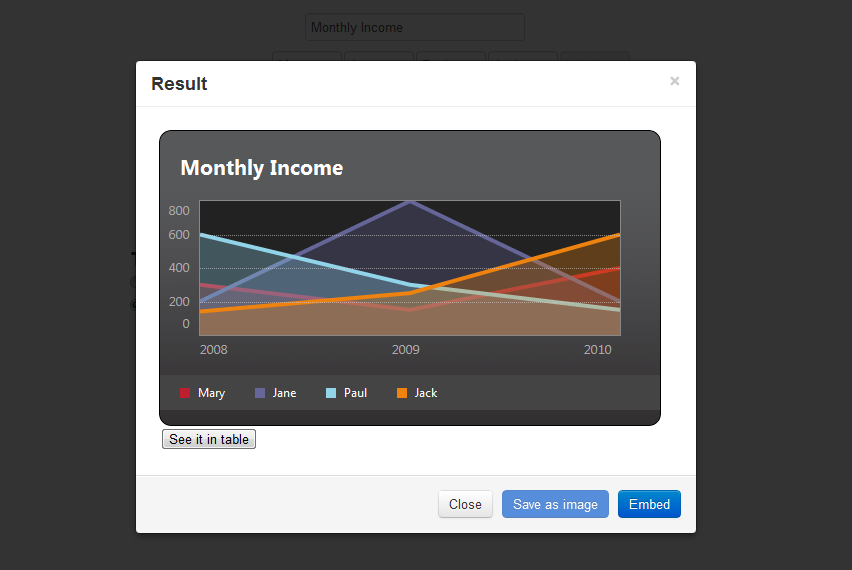 Monthly Income
Result ×
Monthly Income
800
600
400
200
0
2008 2009 2010
Mary Jane Paul Jack
See it in table
Close Save as image Embed